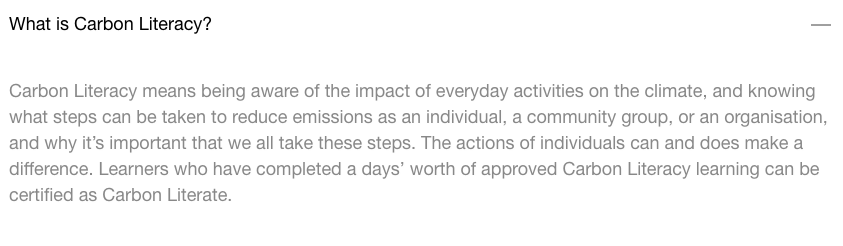 What is Carbon Literacy?
Carbon Literacy means being aware of the impact of everyday activities on the climate, and knowing
what steps can be taken to reduce emissions as an individual, a community group, or an organisation,
and why it’s important that we all take these steps. The actions of individuals can and does make a
difference. Learners who have completed a days’ worth of approved Carbon Literacy learning can be
certified as Carbon Literate.